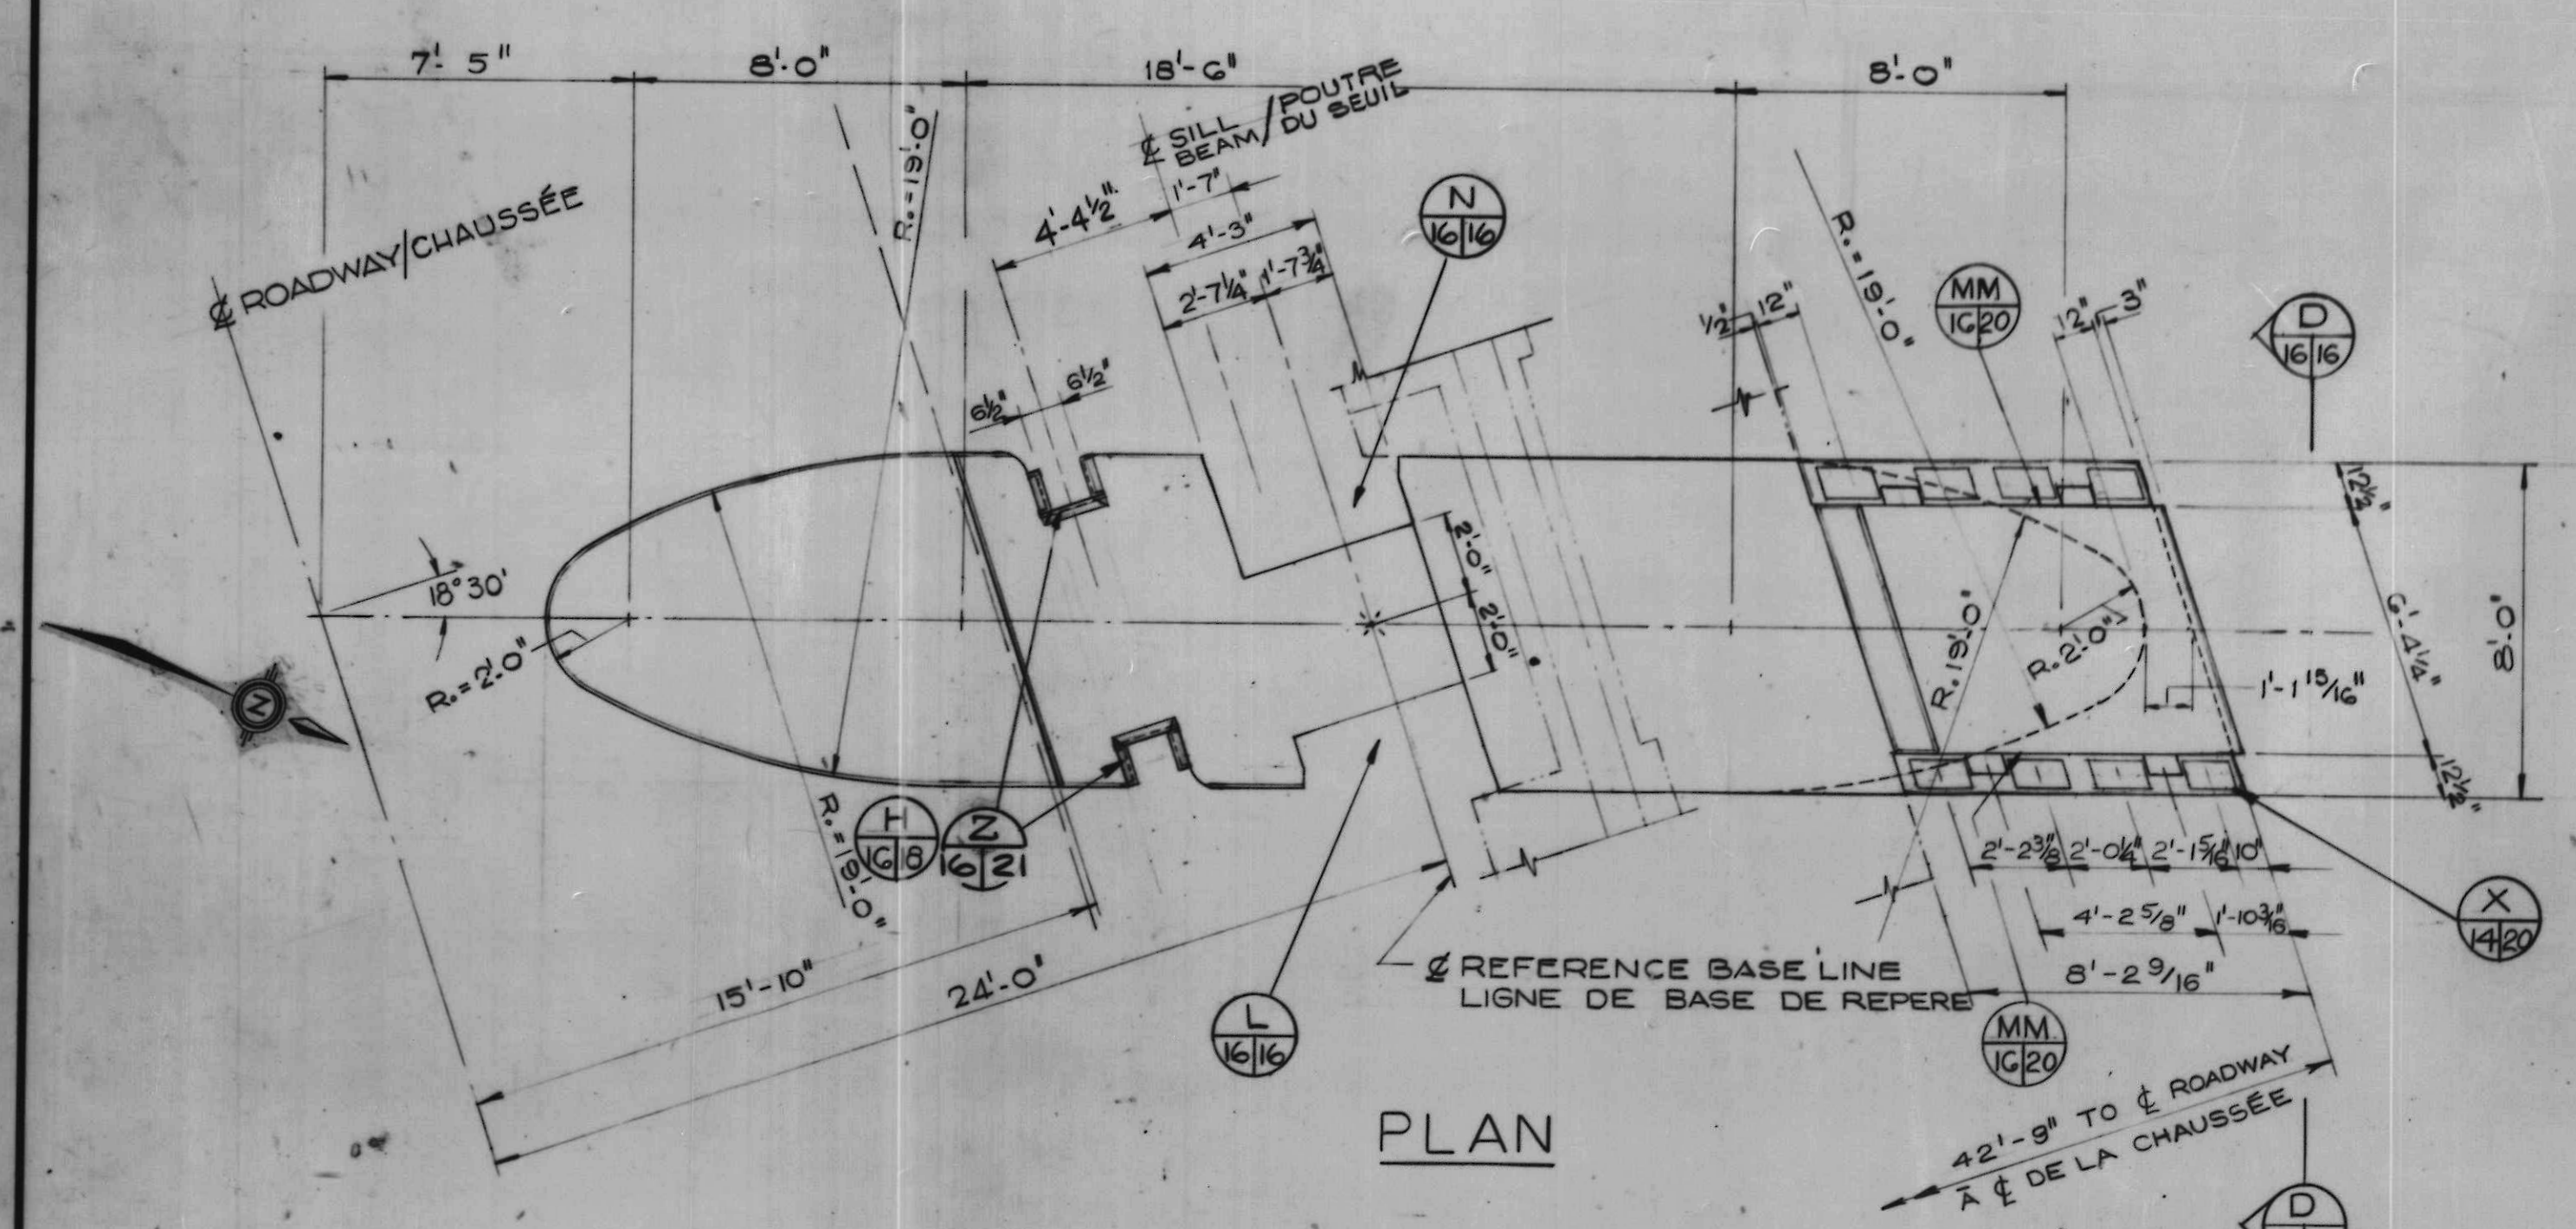 7'-5"
8'-0"
18'-6"
8'-0"
℄ SILL BEAM / POUTRE DU SEUIL
℄ ROADWAY/CHAUSSÉE
R.=19'-0"
4'-4½"
1'-7"
4'-3"
2'-7¼"
1'-7¾"
6½"
6½"
N
16|16
½"
12"
R.=19'-0"
MM
16|20
12"
3"
D
16|16
18°30'
R.=2'-0"
N
2'-0"
2'-0"
R.19'-0"
R.2'-0"
1'-1 15/16"
12½"
6'-4¼"
12½"
8'-0"
R.=19'-0"
H
16|8
Z
16|21
2'-2⅜"
2'-0¼"
2'-1 5/16"
10"
4'-2 5/8"
1'-10 3/16"
8'-2 9/16"
X
14|20
15'-10"
24'-0"
℄ REFERENCE BASE LINE
LIGNE DE BASE DE REPERE
L
16|16
MM
16|20
42'-9" TO ℄ ROADWAY
À ℄ DE LA CHAUSSÉE
PLAN
D